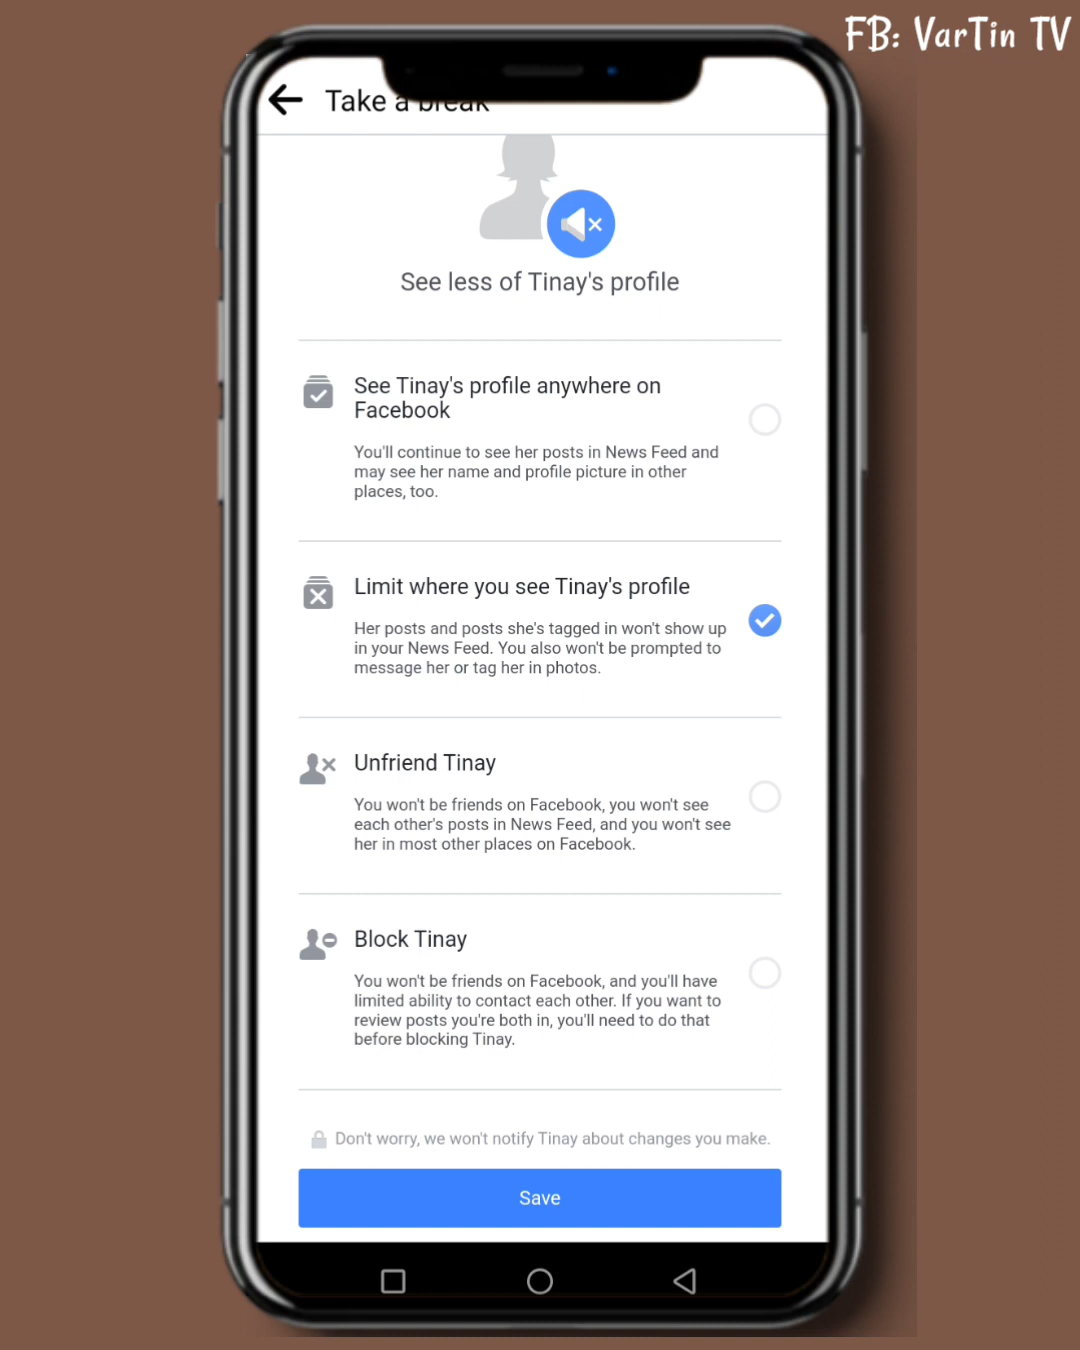 FB: VarTin TV
Take a break
See less of Tinay's profile
See Tinay's profile anywhere on
Facebook
You'll continue to see her posts in News Feed and
may see her name and profile picture in other
places, too.
Limit where you see Tinay's profile
Her posts and posts she's tagged in won't show up
in your News Feed. You also won't be prompted to
message her or tag her in photos.
Unfriend Tinay
You won't be friends on Facebook, you won't see
each other's posts in News Feed, and you won't see
her in most other places on Facebook.
Block Tinay
You won't be friends on Facebook, and you'll have
limited ability to contact each other. If you want to
review posts you're both in, you'll need to do that
before blocking Tinay.
Don't worry, we won't notify Tinay about changes you make.
Save